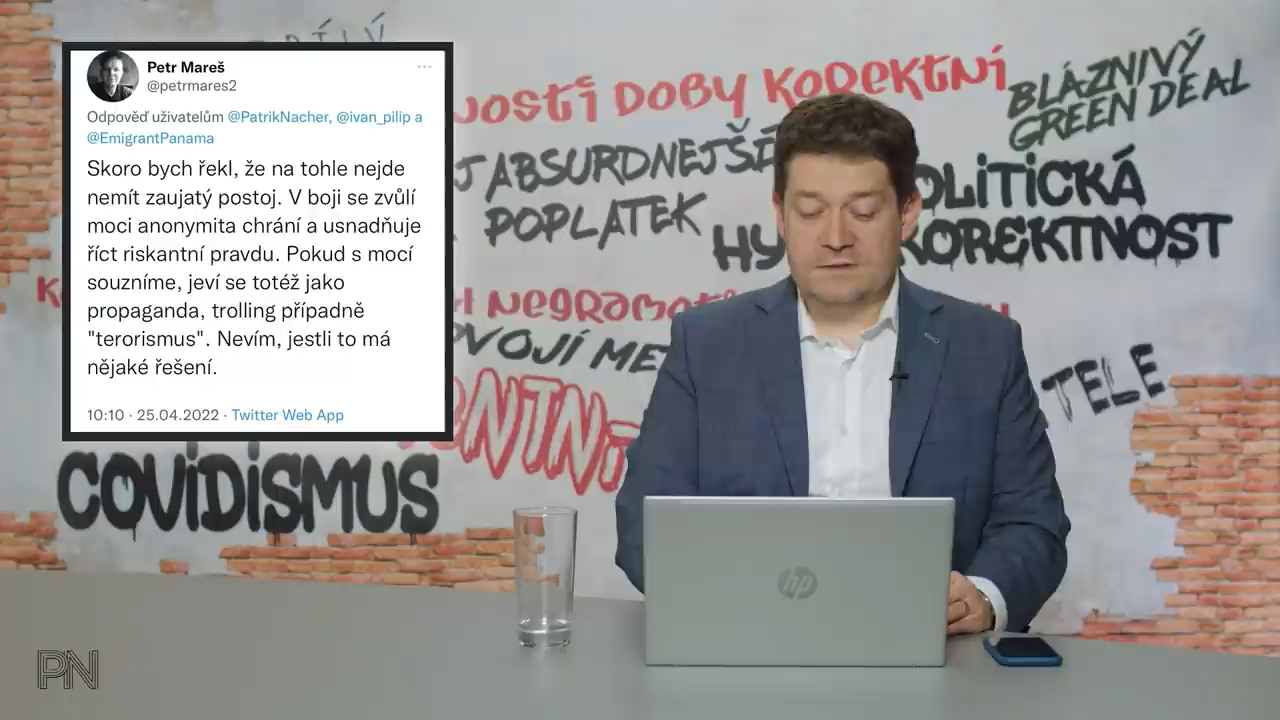 Petr Mareš
@petrmares2
Odpověď uživatelům @PatrikNacher, @ivan_pilip a
@EmigrantPanama
Skoro bych řekl, že na tohle nejde
nemít zaujatý postoj. V boji se zvůlí
moci anonymita chrání a usnadňuje
říct riskantní pravdu. Pokud s mocí
souzníme, jeví se totéž jako
propaganda, trolling případně
"terorismus". Nevím, jestli to má
nějaké řešení.
10:10 · 25.04.2022 · Twitter Web App
DOBY KOREKTNÍ
BLÁZNIVÝ
GREEN DEAL
POPLATEK
KOREKTNOST
TELE
COVIDISMUS
hp
PN